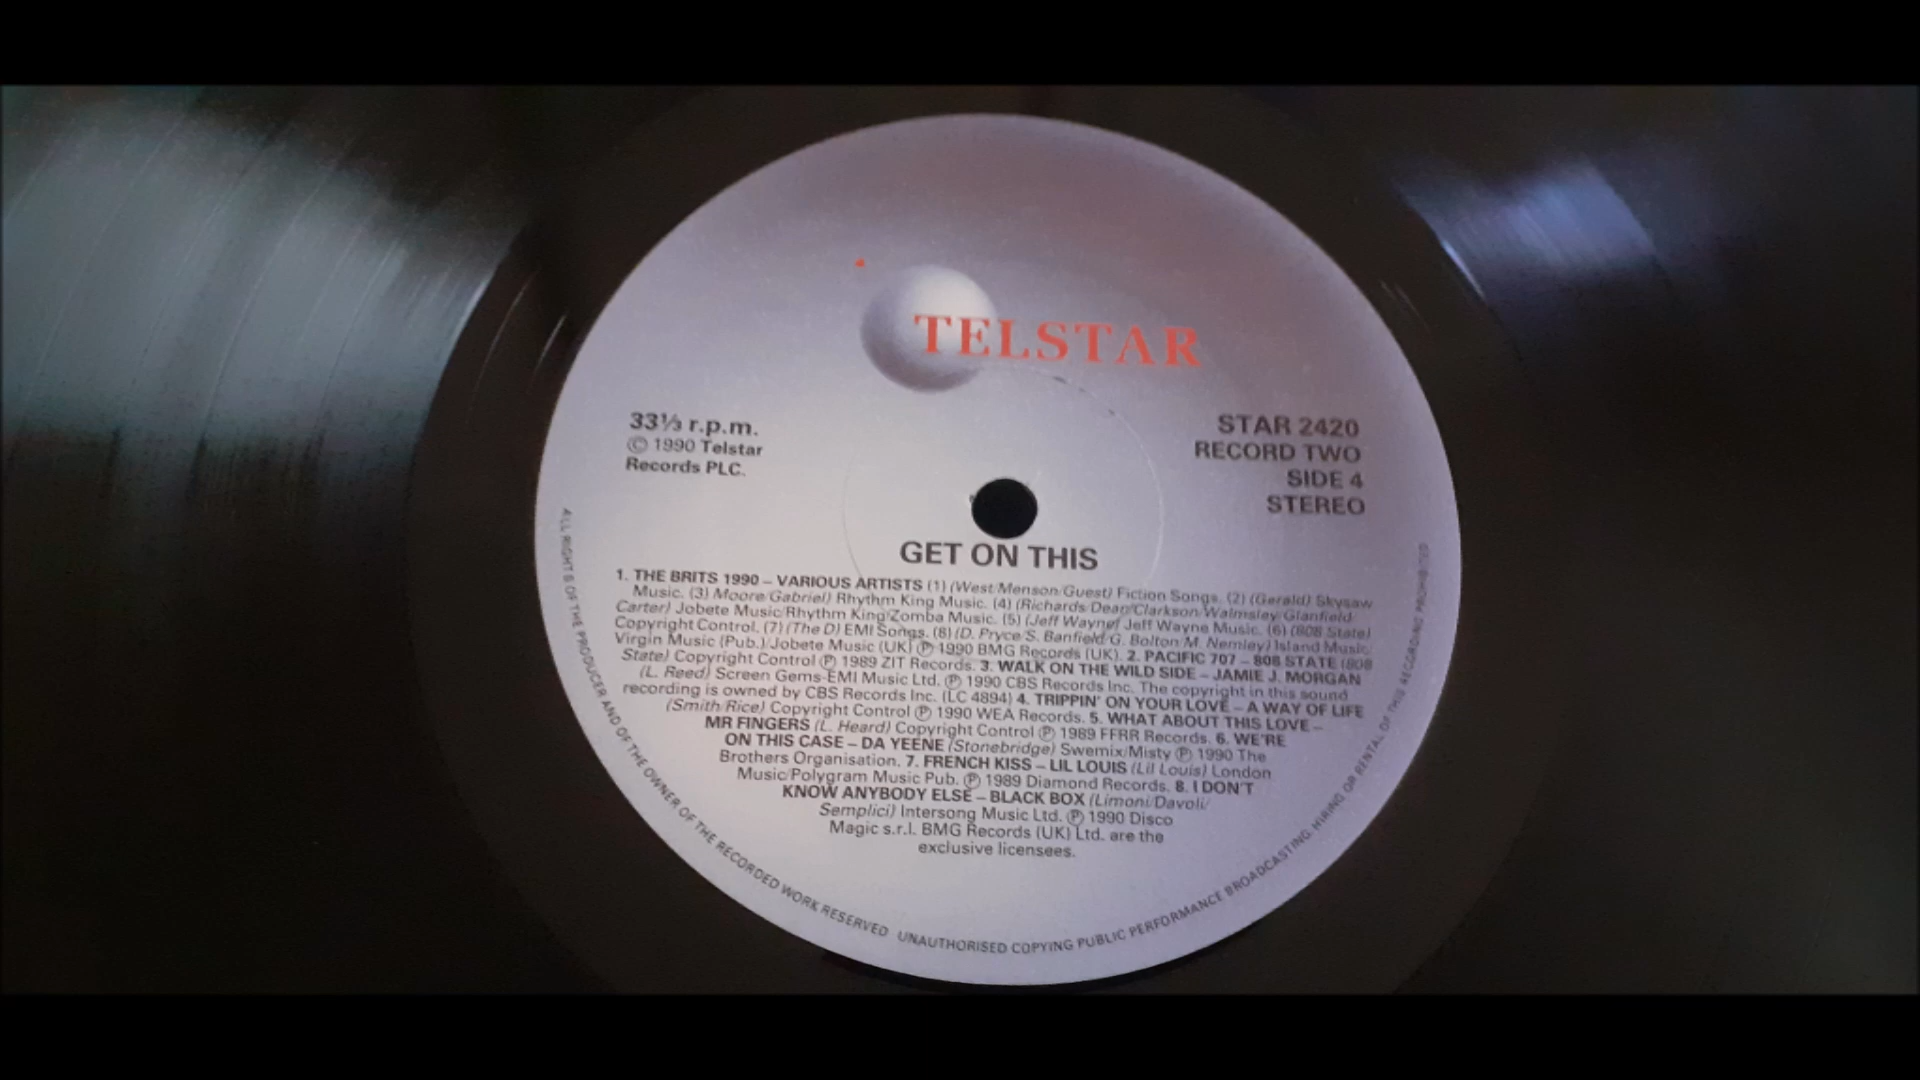 TELSTAR
33⅓ r.p.m.
© 1990 Telstar
Records PLC.
STAR 2420
RECORD TWO
SIDE 4
STEREO
GET ON THIS
1. THE BRITS 1990 – VARIOUS ARTISTS (1) (West/Menson/Guest) Fiction Songs. (2) (Gerald) Skysaw
Music. (3) Moore/Gabriel) Rhythm King Music. (4) (Richards/Dean/Clarkson/Walmsley/Glanfield/
Carter) Jobete Music/Rhythm King/Zomba Music. (5) (Jeff Wayne) Jeff Wayne Music. (6) (808 State)
Copyright Control. (7) (The D) EMI Songs. (8) (D. Pryce/S. Banfield/G. Bolton/M. Nemley) Island Music/
Virgin Music (Pub.)/Jobete Music (UK) Ⓟ 1990 BMG Records (UK). 2. PACIFIC 707 – 808 STATE (808
State) Copyright Control Ⓟ 1989 ZIT Records. 3. WALK ON THE WILD SIDE – JAMIE J. MORGAN
(L. Reed) Screen Gems-EMI Music Ltd. Ⓟ 1990 CBS Records Inc. The copyright in this sound
recording is owned by CBS Records Inc. (LC 4894) 4. TRIPPIN' ON YOUR LOVE – A WAY OF LIFE
(Smith/Rice) Copyright Control Ⓟ 1990 WEA Records. 5. WHAT ABOUT THIS LOVE –
MR FINGERS (L. Heard) Copyright Control Ⓟ 1989 FFRR Records. 6. WE'RE
ON THIS CASE – DA YEENE (Stonebridge) Swemix/Misty Ⓟ 1990 The
Brothers Organisation. 7. FRENCH KISS – LIL LOUIS (Lil Louis) London
Music/Polygram Music Pub. Ⓟ 1989 Diamond Records. 8. I DON'T
KNOW ANYBODY ELSE – BLACK BOX (Limoni/Davoli/
Semplici) Intersong Music Ltd. Ⓟ 1990 Disco
Magic s.r.l. BMG Records (UK) Ltd. are the
exclusive licensees.
ALL RIGHTS OF THE PRODUCER AND OF THE OWNER OF THE RECORDED WORK RESERVED UNAUTHORISED COPYING PUBLIC PERFORMANCE BROADCASTING HIRING OR RENTAL OF THIS RECORDING PROHIBITED